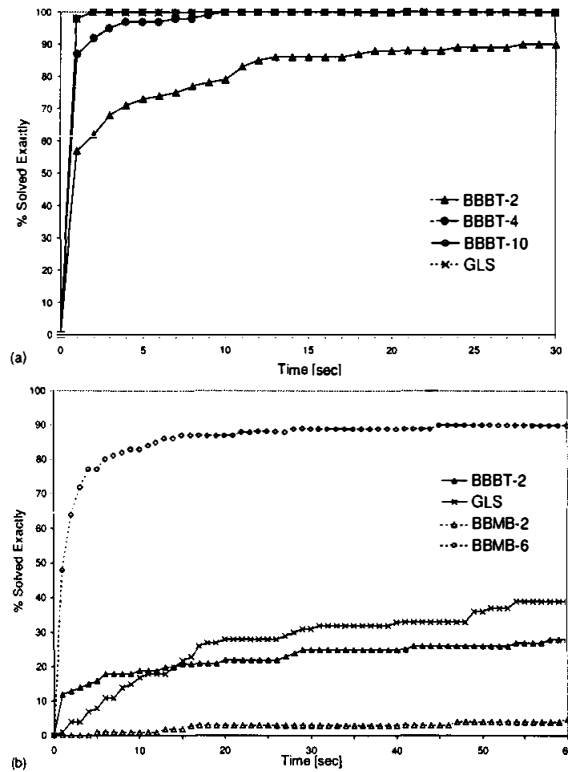 100
90
80
70
60
50
40
30
20
10
0
% Solved Exactly
BBBT-2
BBBT-4
BBBT-10
GLS
0 5 10 15 20 25 30
(a)
Time [sec]
100
90
80
70
60
50
40
30
20
10
0
% Solved Exactly
BBBT-2
GLS
BBMB-2
BBMB-6
0 10 20 30 40 50 6
(b)
Time [sec]